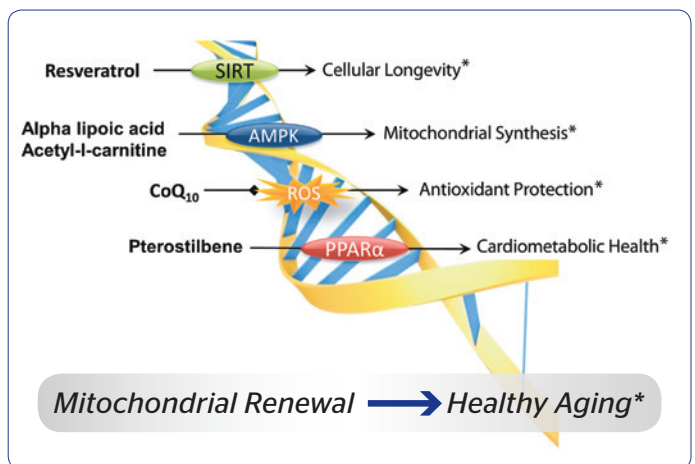 Resveratrol SIRT Cellular Longevity*
Alpha lipoic acid
Acetyl-l-carnitine
AMPK Mitochondrial Synthesis*
CoQ₁₀ ROS Antioxidant Protection*
Pterostilbene PPARα Cardiometabolic Health*
Mitochondrial Renewal → Healthy Aging*